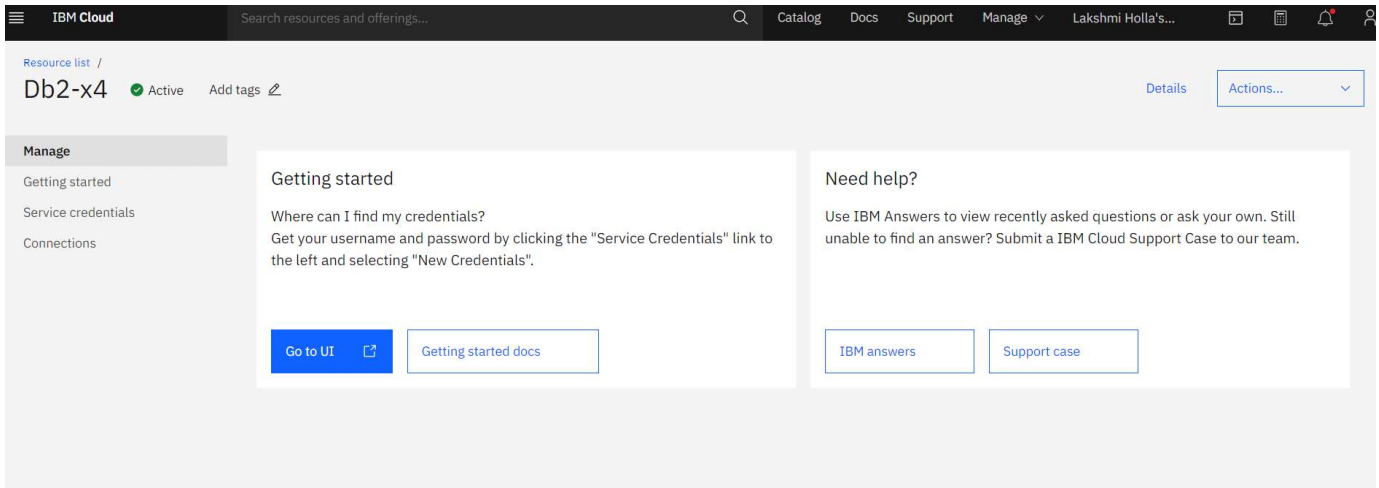 IBM Cloud
Search resources and offerings...
Catalog
Docs
Support
Manage
Lakshmi Holla's...
Resource list /
Db2-x4
Active
Add tags
Details
Actions...
Manage
Getting started
Service credentials
Connections
Getting started
Where can I find my credentials?
Get your username and password by clicking the "Service Credentials" link to
the left and selecting "New Credentials".
Go to UI
Getting started docs
Need help?
Use IBM Answers to view recently asked questions or ask your own. Still
unable to find an answer? Submit a IBM Cloud Support Case to our team.
IBM answers
Support case